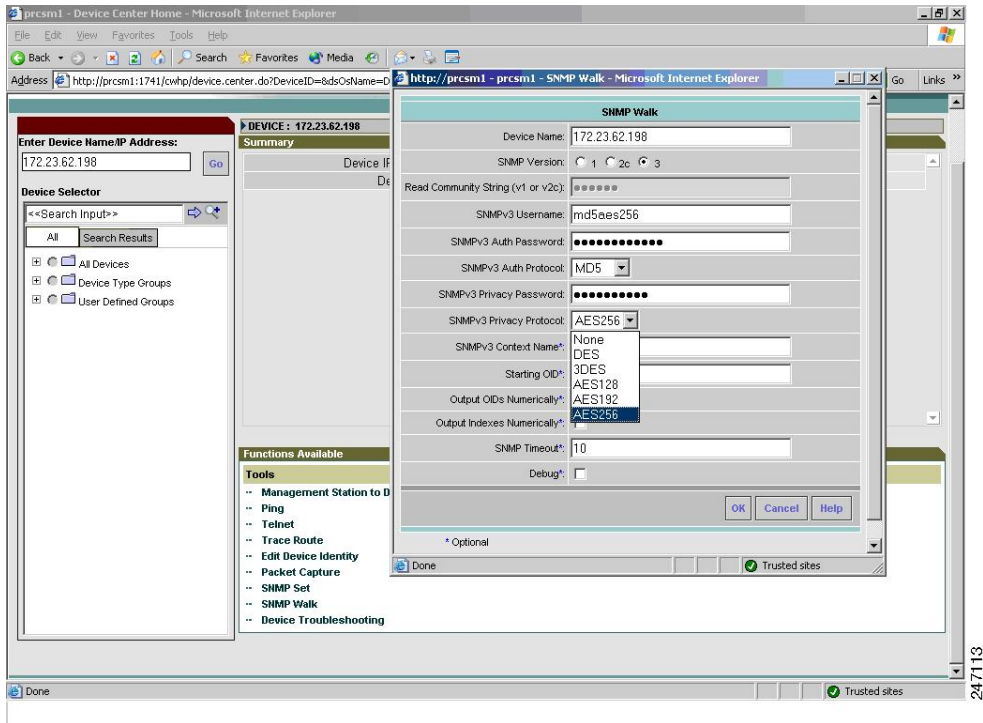 prcsm1 - Device Center Home - Microsoft Internet Explorer
File Edit View Favorites Tools Help
Back Search Favorites Media
Address http://prcsm1:1741/cwhp/device.center.do?DeviceID=8&dsOsName=D
Go Links »
http://prcsm1 - prcsm1 - SNMP Walk - Microsoft Internet Explorer
Enter Device Name/IP Address:
172.23.62.198 Go
Device Selector
<<Search Input>>
All Search Results
All Devices
Device Type Groups
User Defined Groups
DEVICE : 172.23.62.198
Summary
Device IP
De
Functions Available
Tools
Management Station to D
Ping
Telnet
Trace Route
Edit Device Identity
Packet Capture
SNMP Set
SNMP Walk
Device Troubleshooting
SNMP Walk
Device Name: 172.23.62.198
SNMP Version: 1 2c 3
Read Community String (v1 or v2c): ●●●●●●
SNMPv3 Username: md5aes256
SNMPv3 Auth Password: ●●●●●●●●●●●●
SNMPv3 Auth Protocol: MD5
SNMPv3 Privacy Password: ●●●●●●●●●●
SNMPv3 Privacy Protocol: AES256
None
DES
3DES
AES128
AES192
AES256
SNMPv3 Context Name*:
Starting OID*:
Output OIDs Numerically*:
Output Indexes Numerically*:
SNMP Timeout*: 10
Debug*:
OK Cancel Help
* Optional
Done Trusted sites
Done Trusted sites
247113